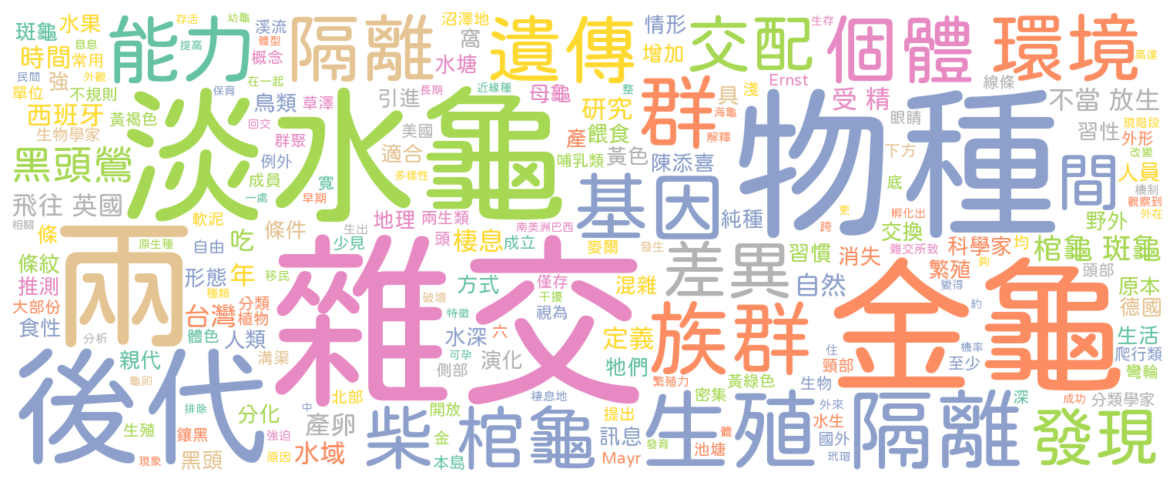 斑龜
存活
幼龜
水果
能力
隔離
溪流
體型
沼澤地
窩
遺傳
情形
交配
個體
環境
高達
生存
時間
常用
息息
提高
概念
水塘
增加
Ernst
淺
整
線條
單位
強
民間
外觀
在一起
保育
近緣種
研究
群
具
受精
不當 放生
西班牙
不規則
鳥類
草澤
引進
長期
母龜
產
餵食
海龜
解釋
眼睛
習性
現階段
外形
生物學家
黃褐色
淡水龜
回交
群聚
美國
適合
多樣性
哺乳類
黃色
陳添喜
物種
下方
間
改變
人員
機制
觀察到
黑頭鶯
例外
成員
寬
一處
早期
基因
純種
底
孵化出
跨
更
野外
外在
飛往 英國
相關
軟泥
條件
地理
兩生類
南美洲巴西
頭
生出
少見
棲息
成立
麥爾
發生
差異
習慣
消失
交換
雜交所致
科學家
均
棺龜 斑龜
條
原生種
自由
吃
兩
條紋
推測
形態
年
移民
種類
雜交
方式
僅存
干擾
視為
混雜
自然
繁殖
鉤
變得
頭部
原本
約
德國
大部份
食性
台灣
分類
植物
體色
人類
破壞
特徵
水深
六
定義
族群
金龜
住
機率
頸部
至少
生活
爬行類
彎輪
分析
親代
溝渠
可孕
側部
演化
牠們
繁殖力
黃綠色
後代
龜卵
北部
棲息地
密集
生物
深
成功
分類學家
排除
分化
中
開放
柴棺龜
提出
生殖
隔離
外來
水生
國外
發現
生殖
鑲黑
產卵
強迫
金
訊息
體
池塘
玳瑁
現象
黑頭
原因
水域
本島
發育
Mayr